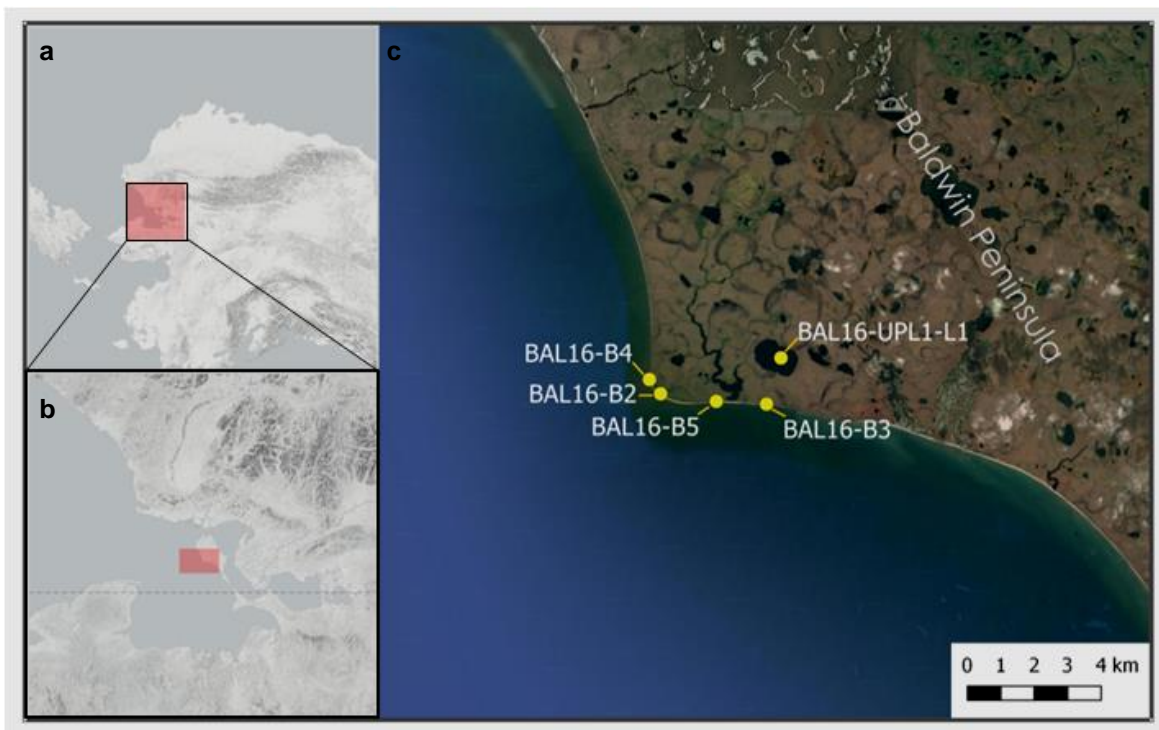 a
b
c
Baldwin Peninsula
BAL16-UPL1-L1
BAL16-B4
BAL16-B2
BAL16-B5
BAL16-B3
0 1 2 3 4 km